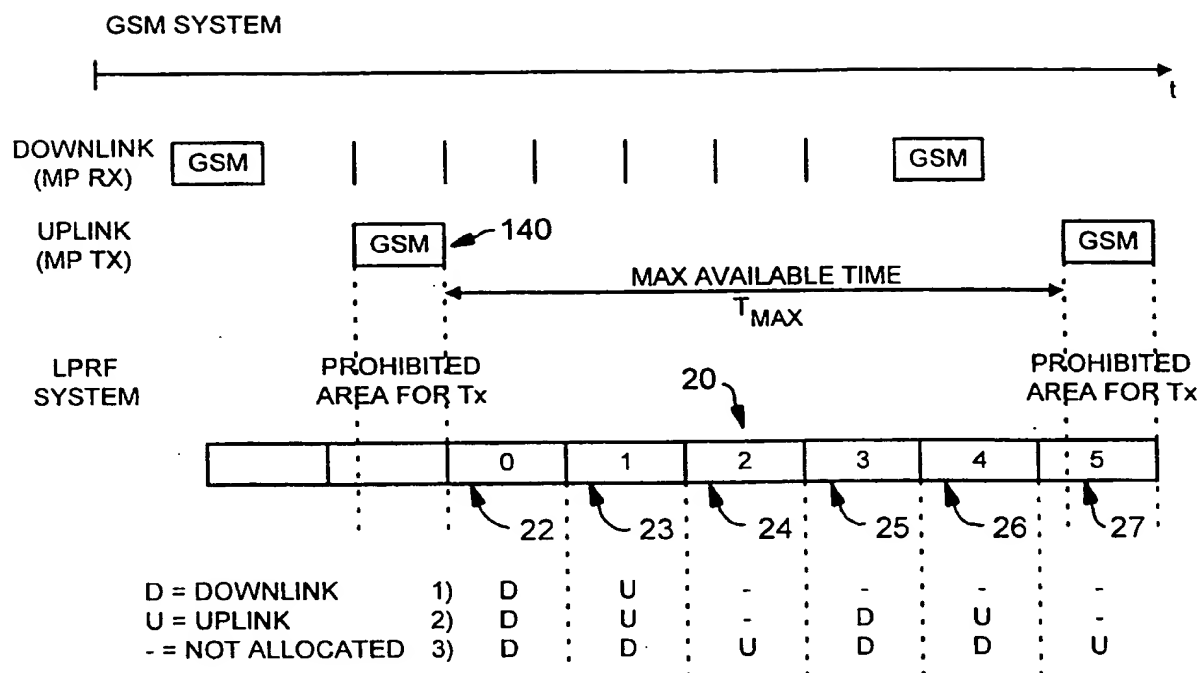 GSM SYSTEM
t
DOWNLINK
(MP RX)
GSM
GSM
UPLINK
(MP TX)
GSM
140
GSM
MAX AVAILABLE TIME
TMAX
LPRF
SYSTEM
PROHIBITED
AREA FOR Tx
20
PROHIBITED
AREA FOR Tx
0 1 2 3 4 5
22 23 24 25 26 27
D = DOWNLINK 1) D U - - - -
U = UPLINK 2) D U - D U -
- = NOT ALLOCATED 3) D D U D D U